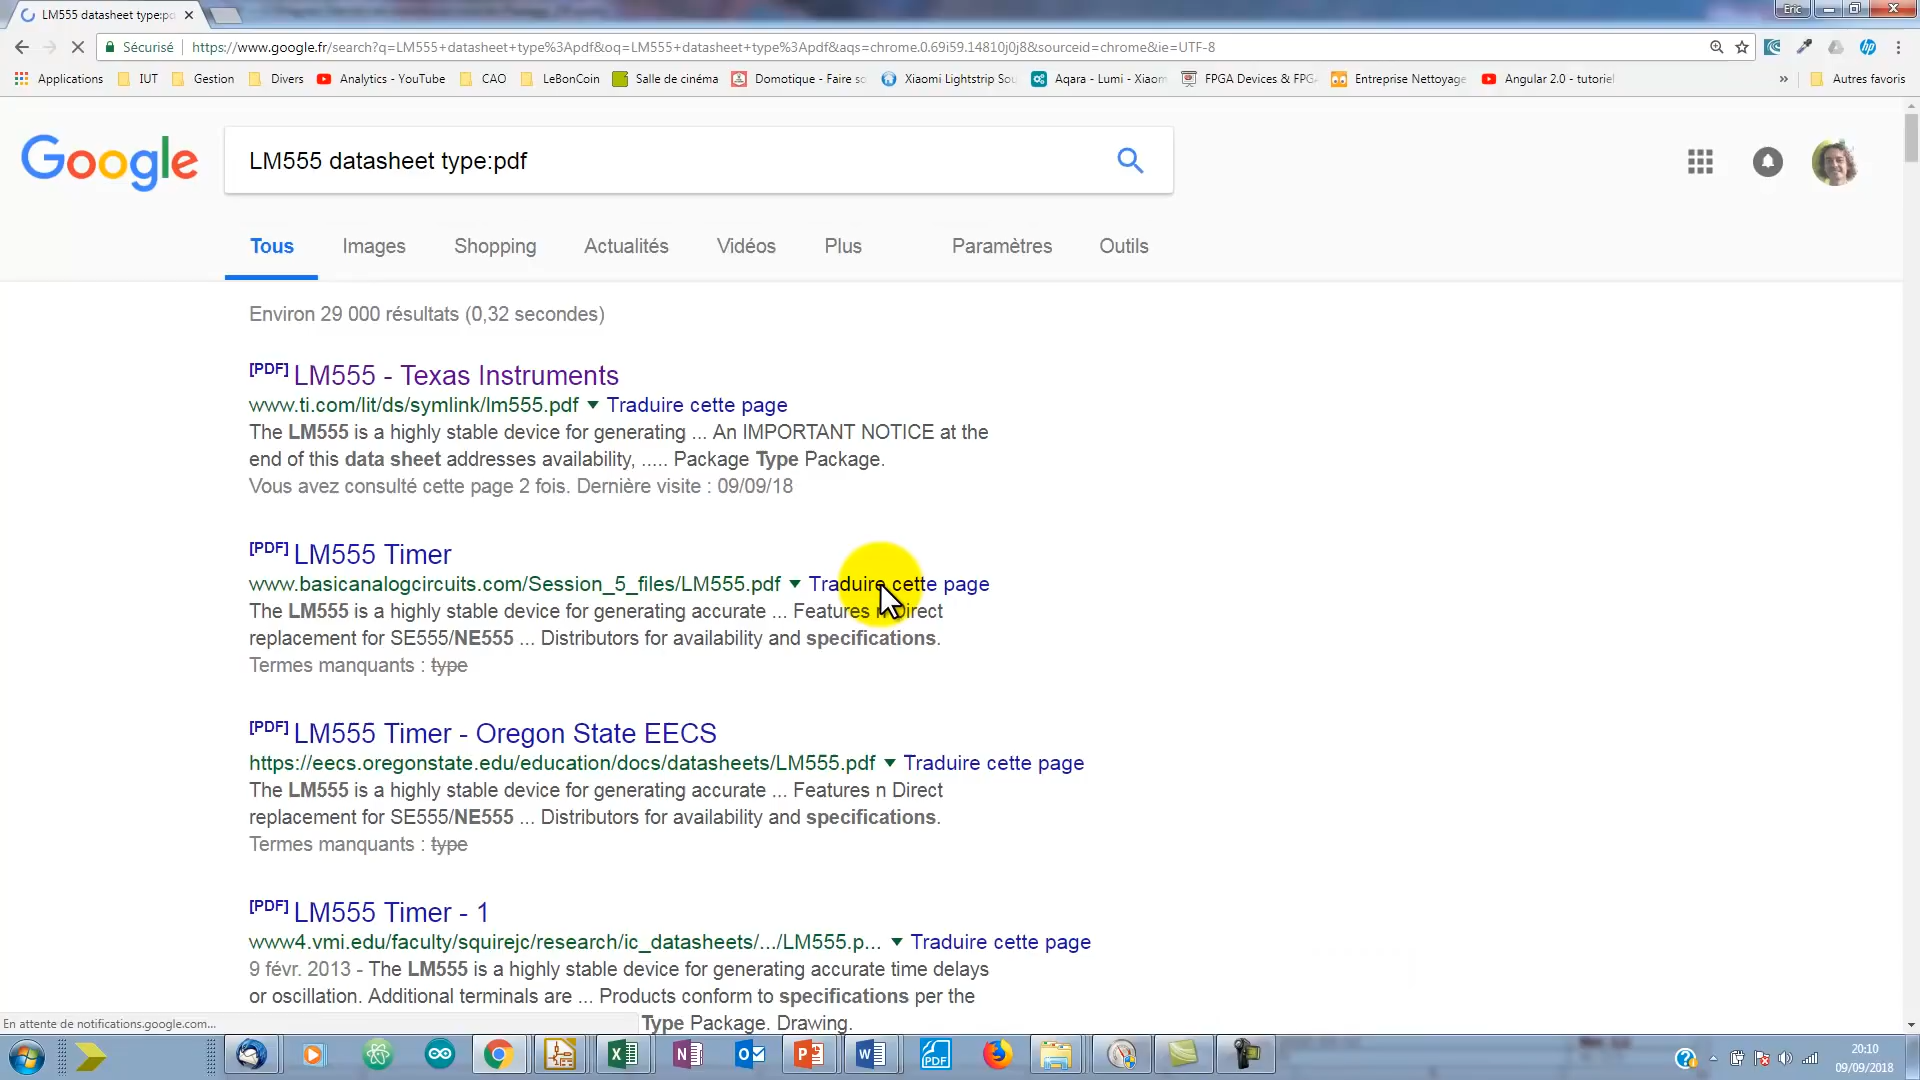 LM555 datasheet type:pd
Eric
Sécurisé
https://www.google.fr/search?q=LM555+datasheet+type%3Apdf&oq=LM555+datasheet+type%3Apdf&aqs=chrome.0.69i59.14810j0j8&sourceid=chrome&ie=UTF-8
Applications IUT Gestion Divers Analytics - YouTube CAO LeBonCoin Salle de cinéma Domotique - Faire so Xiaomi Lightstrip Sou Aqara - Lumi - Xiaom FPGA Devices & FPG Entreprise Nettoyage Angular 2.0 - tutoriel » Autres favoris
Google
LM555 datasheet type:pdf
Tous Images Shopping Actualités Vidéos Plus Paramètres Outils
Environ 29 000 résultats (0,32 secondes)
[PDF] LM555 - Texas Instruments
www.ti.com/lit/ds/symlink/lm555.pdf ▼ Traduire cette page
The LM555 is a highly stable device for generating ... An IMPORTANT NOTICE at the
end of this data sheet addresses availability, ..... Package Type Package.
Vous avez consulté cette page 2 fois. Dernière visite : 09/09/18
[PDF] LM555 Timer
www.basicanalogcircuits.com/Session_5_files/LM555.pdf ▼ Traduire cette page
The LM555 is a highly stable device for generating accurate ... Features n Direct
replacement for SE555/NE555 ... Distributors for availability and specifications.
Termes manquants : type
[PDF] LM555 Timer - Oregon State EECS
https://eecs.oregonstate.edu/education/docs/datasheets/LM555.pdf ▼ Traduire cette page
The LM555 is a highly stable device for generating accurate ... Features n Direct
replacement for SE555/NE555 ... Distributors for availability and specifications.
Termes manquants : type
[PDF] LM555 Timer - 1
www4.vmi.edu/faculty/squirejc/research/ic_datasheets/.../LM555.p... ▼ Traduire cette page
9 févr. 2013 - The LM555 is a highly stable device for generating accurate time delays
or oscillation. Additional terminals are ... Products conform to specifications per the
Type Package. Drawing.
En attente de notifications.google.com...
20:10
09/09/2018